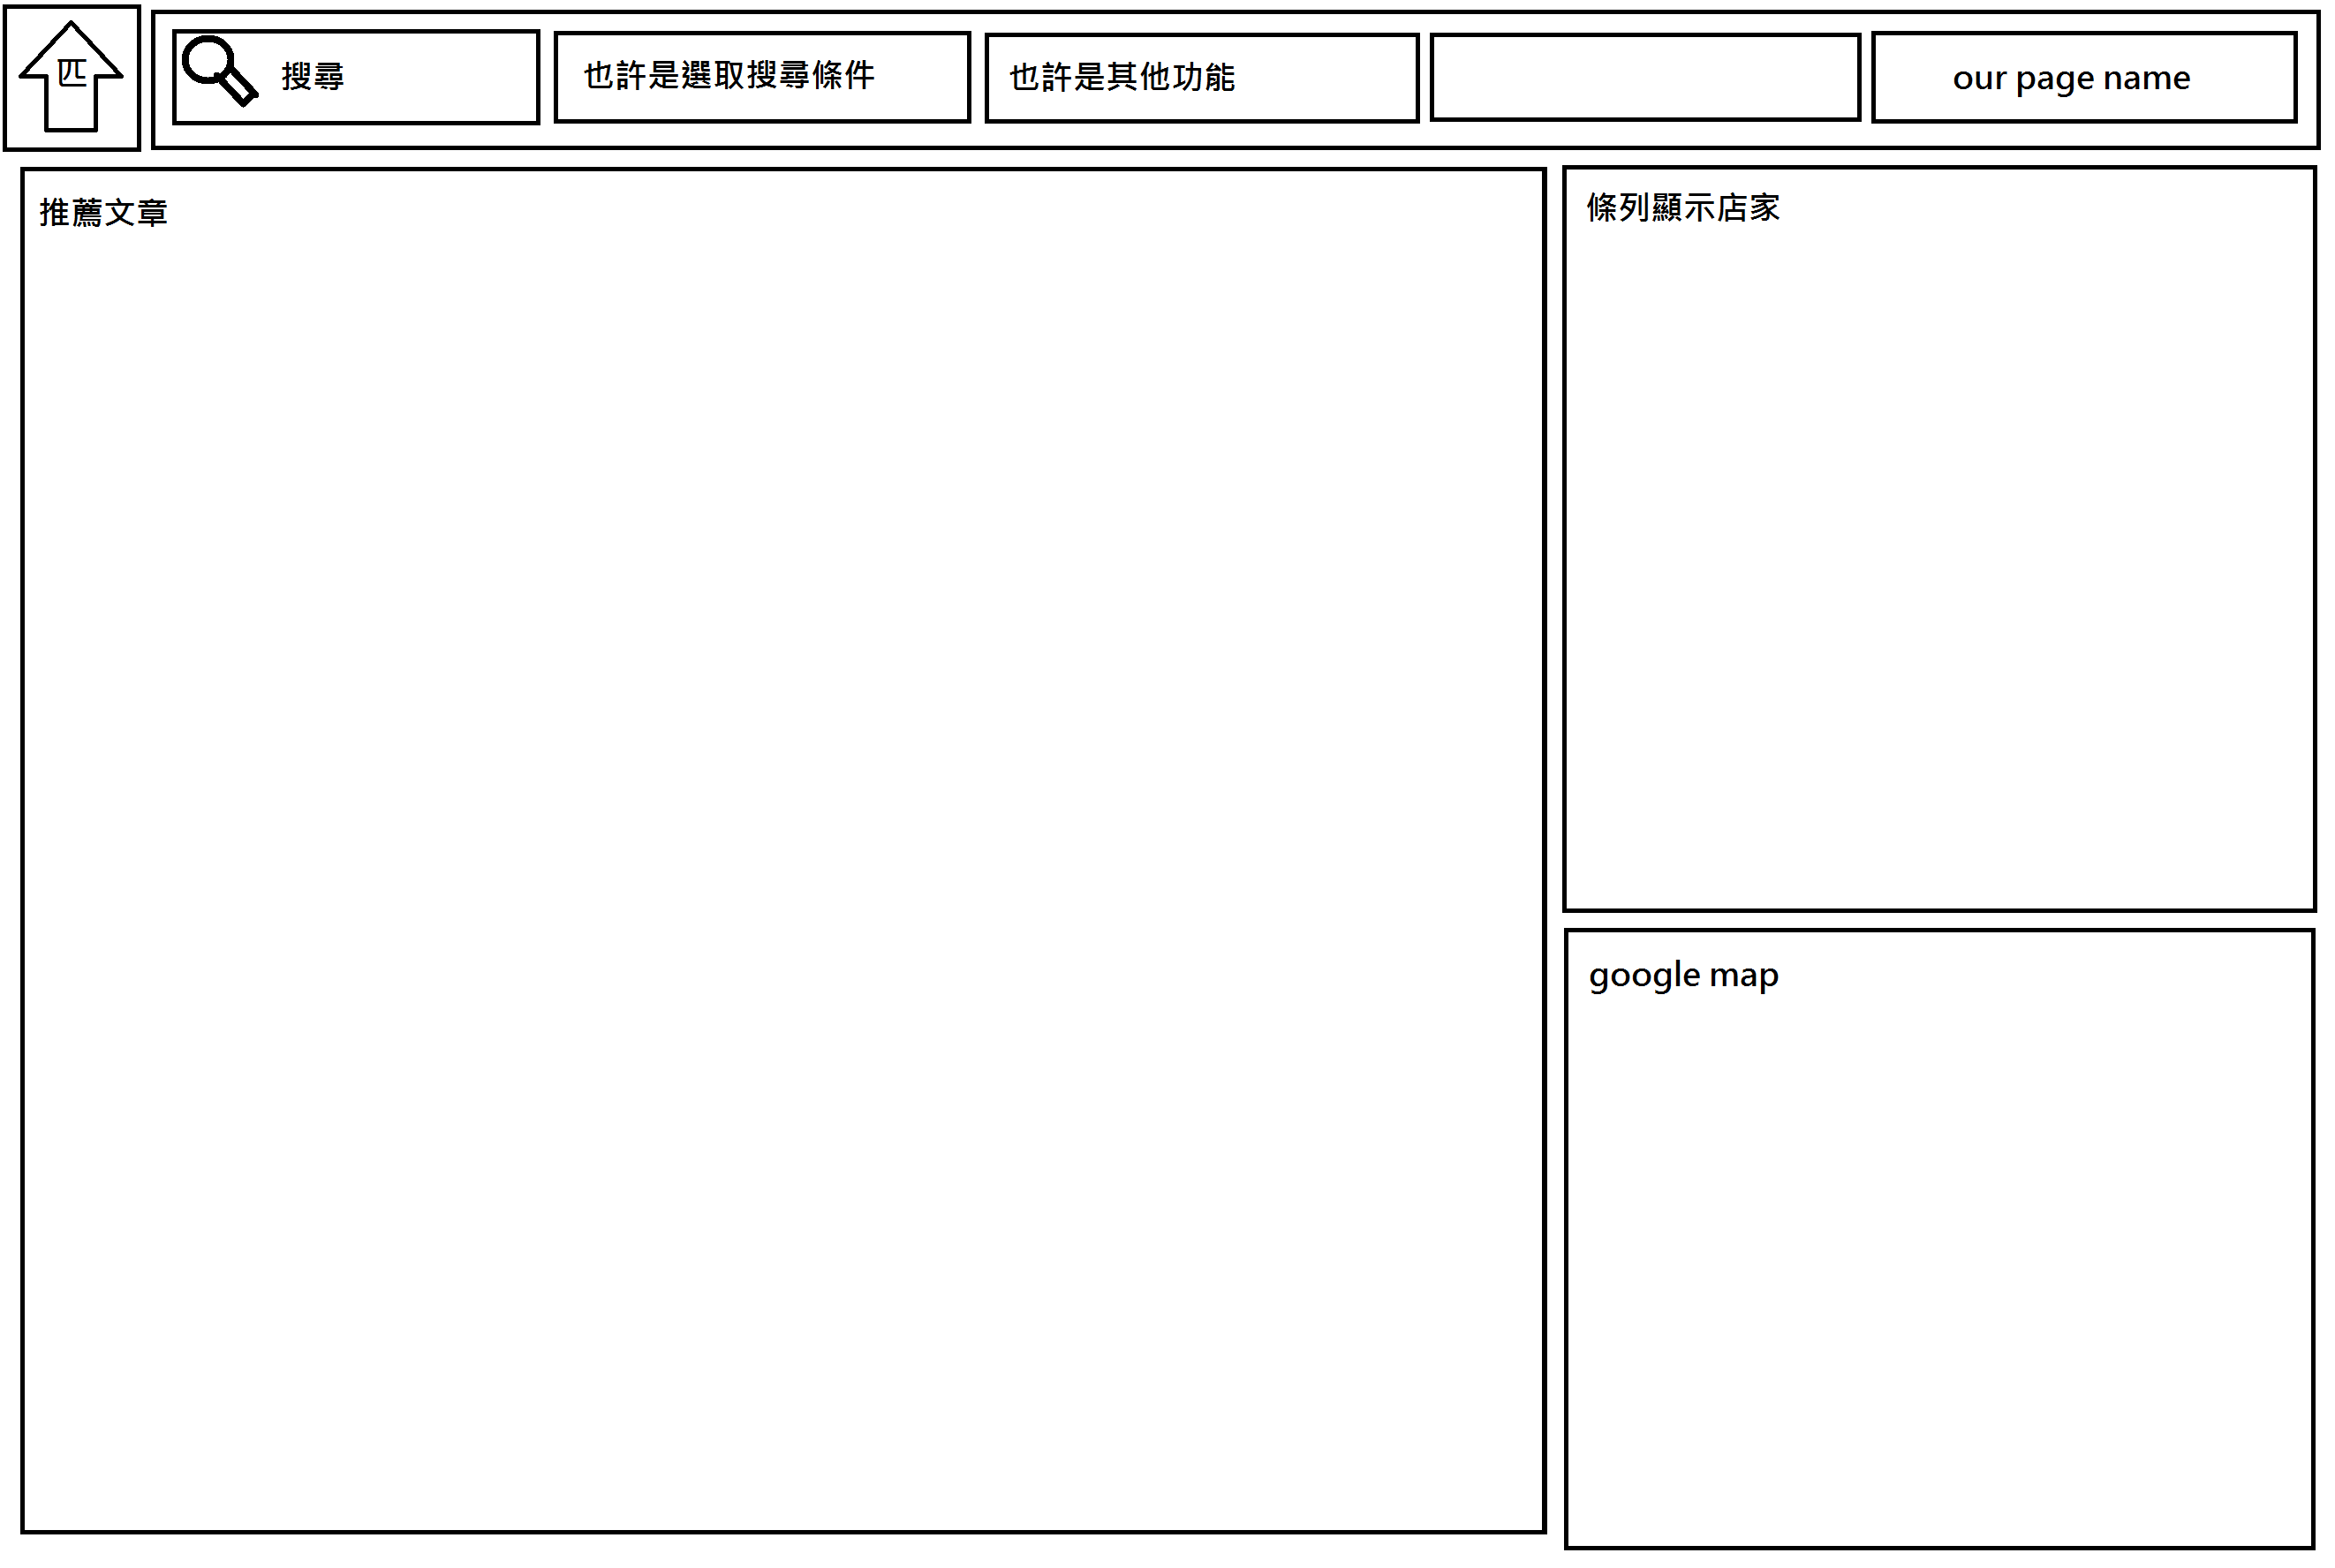 匹
搜尋
也許是選取搜尋條件
也許是其他功能
our page name
推薦文章
條列顯示店家
google map